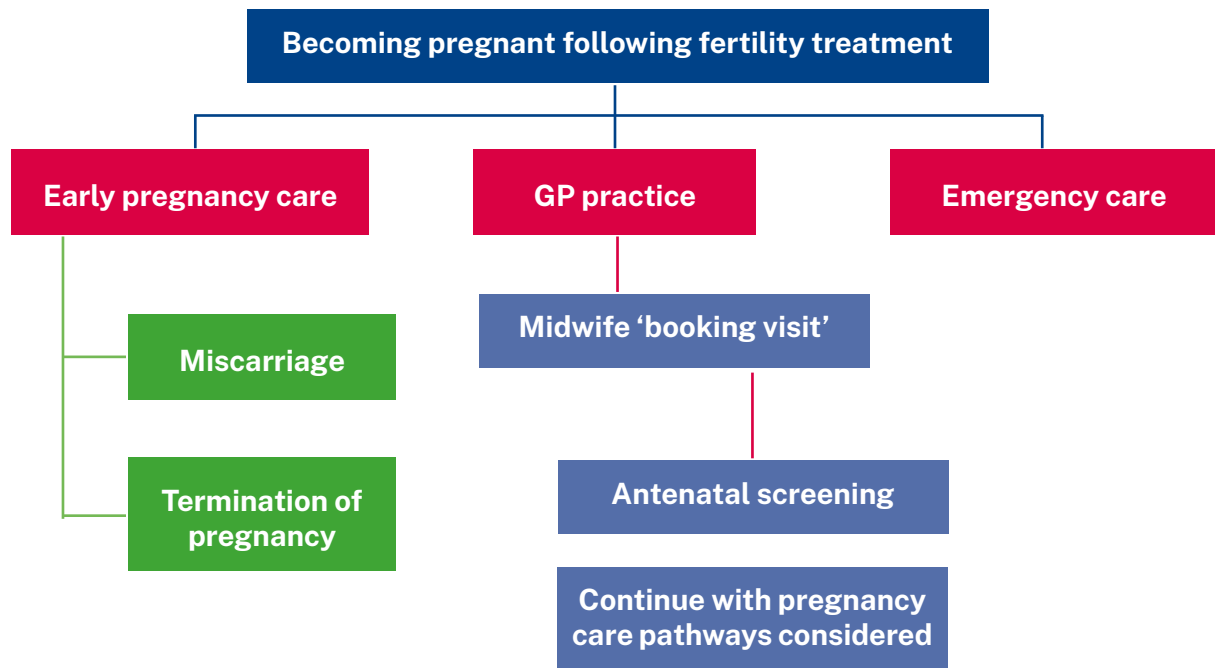 Becoming pregnant following fertility treatment
Early pregnancy care
GP practice
Emergency care
Midwife ‘booking visit’
Miscarriage
Antenatal screening
Termination of
pregnancy
Continue with pregnancy
care pathways considered